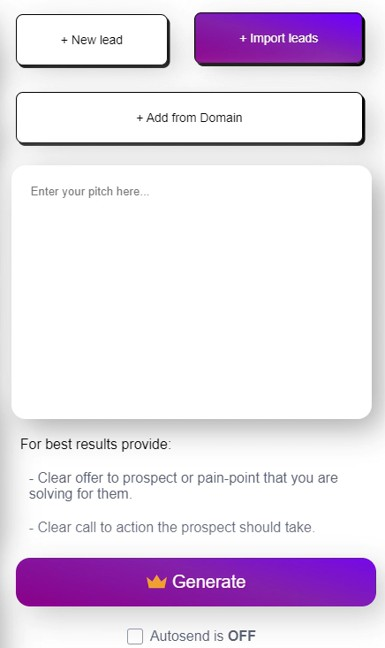 + New lead
+ Import leads
+ Add from Domain
Enter your pitch here...
For best results provide:
- Clear offer to prospect or pain-point that you are
solving for them.
- Clear call to action the prospect should take.
Generate
Autosend is OFF